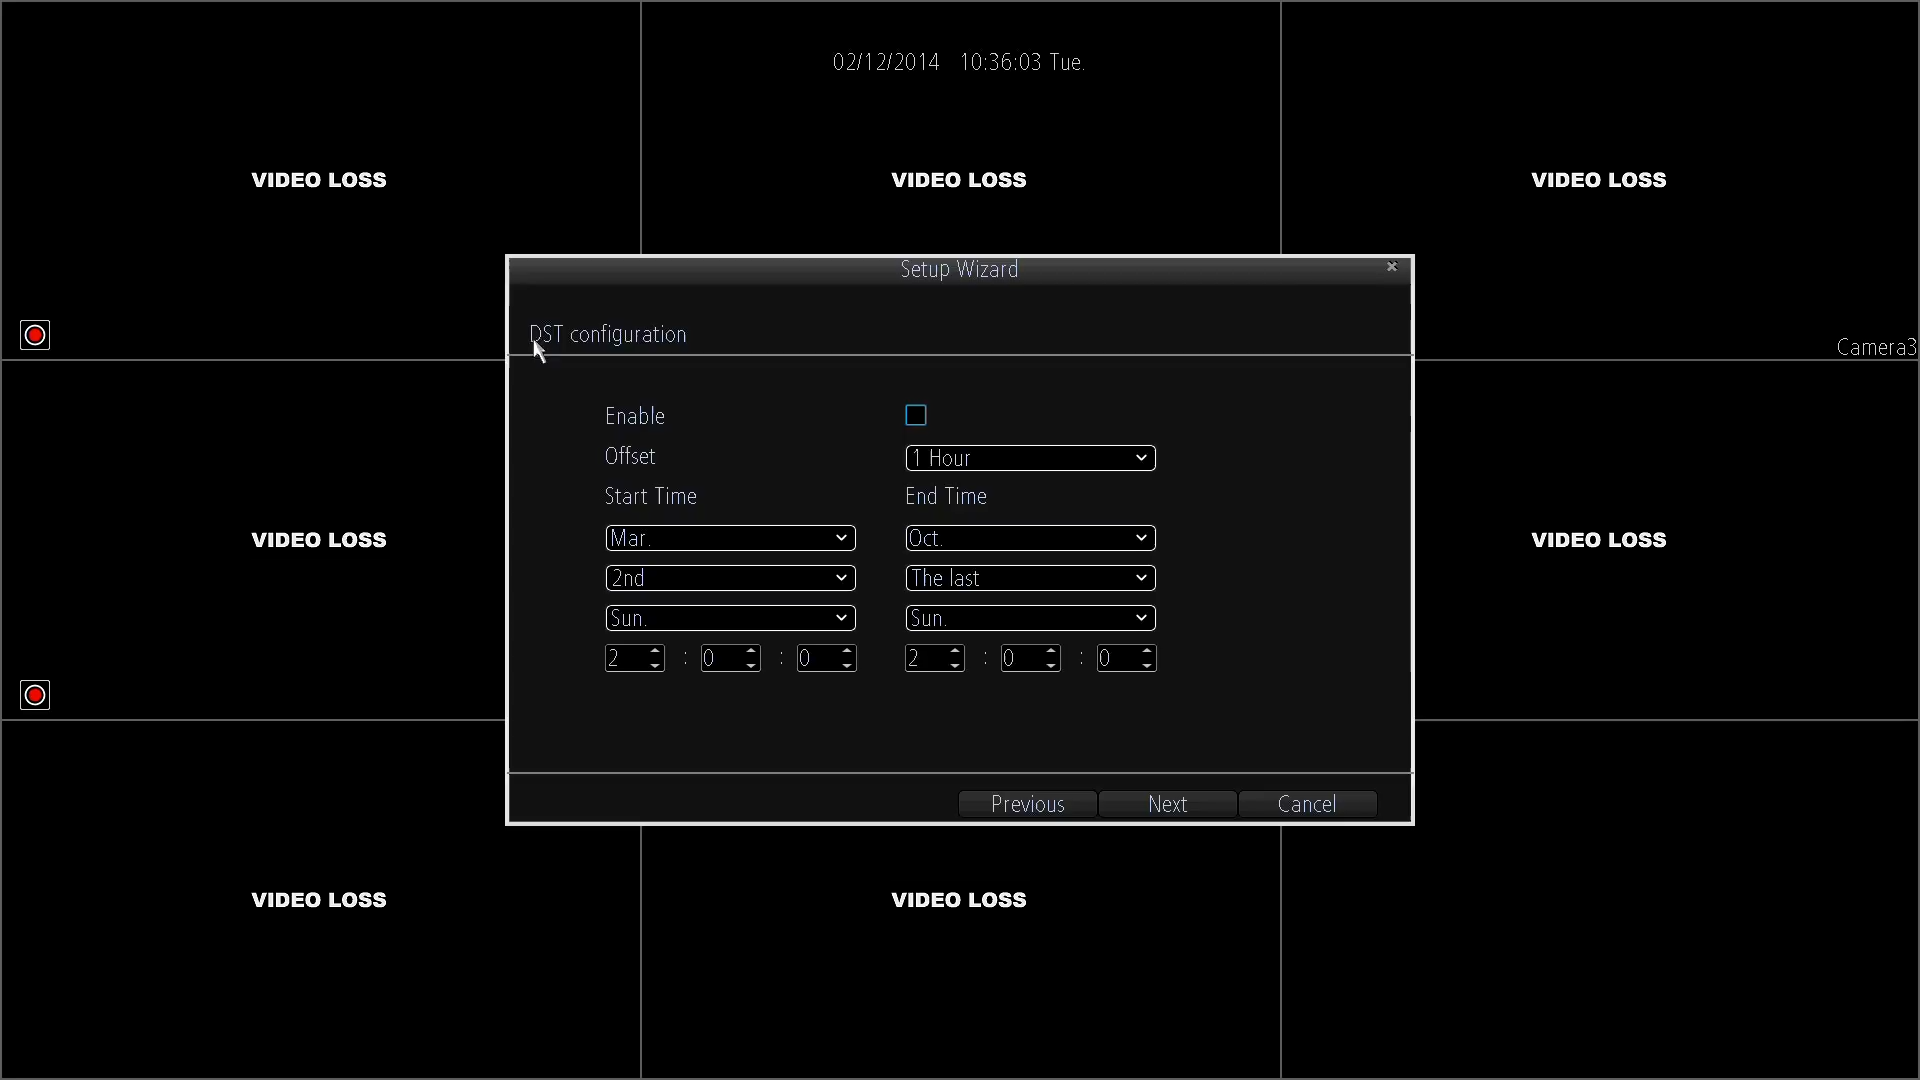 02/12/2014 10:36:03 Tue.
VIDEO LOSS
VIDEO LOSS
VIDEO LOSS
Camera3
Setup Wizard
DST configuration
Enable
Offset 1 Hour
Start Time End Time
Mar. Oct.
2nd The last
Sun. Sun.
2 : 0 : 0 2 : 0 : 0
Previous Next Cancel
VIDEO LOSS
VIDEO LOSS
VIDEO LOSS
VIDEO LOSS